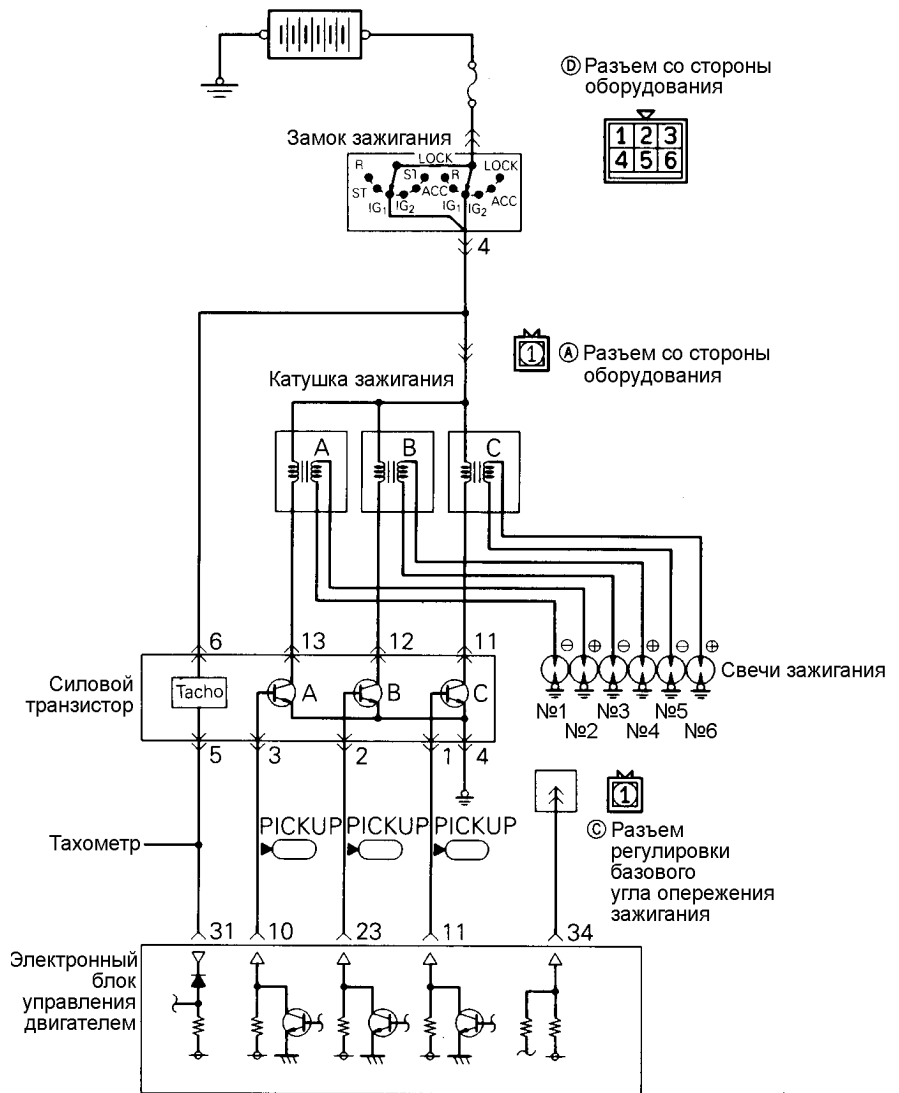 Ⓓ Разъем со стороны
оборудования
1 2 3
4 5 6
Замок зажигания
LOCK
R ST R LOCK
ST ACC ACC
IG1 IG2 IG1 IG2
4
1
Ⓐ Разъем со стороны
оборудования
Катушка зажигания
A B C
6 13 12 11
⊖ ⊕ ⊖ ⊕ ⊖ ⊕
Свечи зажигания
Силовой
транзистор
Tacho A B C
№1 №3 №5
№2 №4 №6
5 3 2 1 4
1
PICKUP PICKUP PICKUP
Тахометр
Ⓒ Разъем
регулировки
базового
угла опережения
зажигания
31 10 23 11 34
Электронный
блок
управления
двигателем